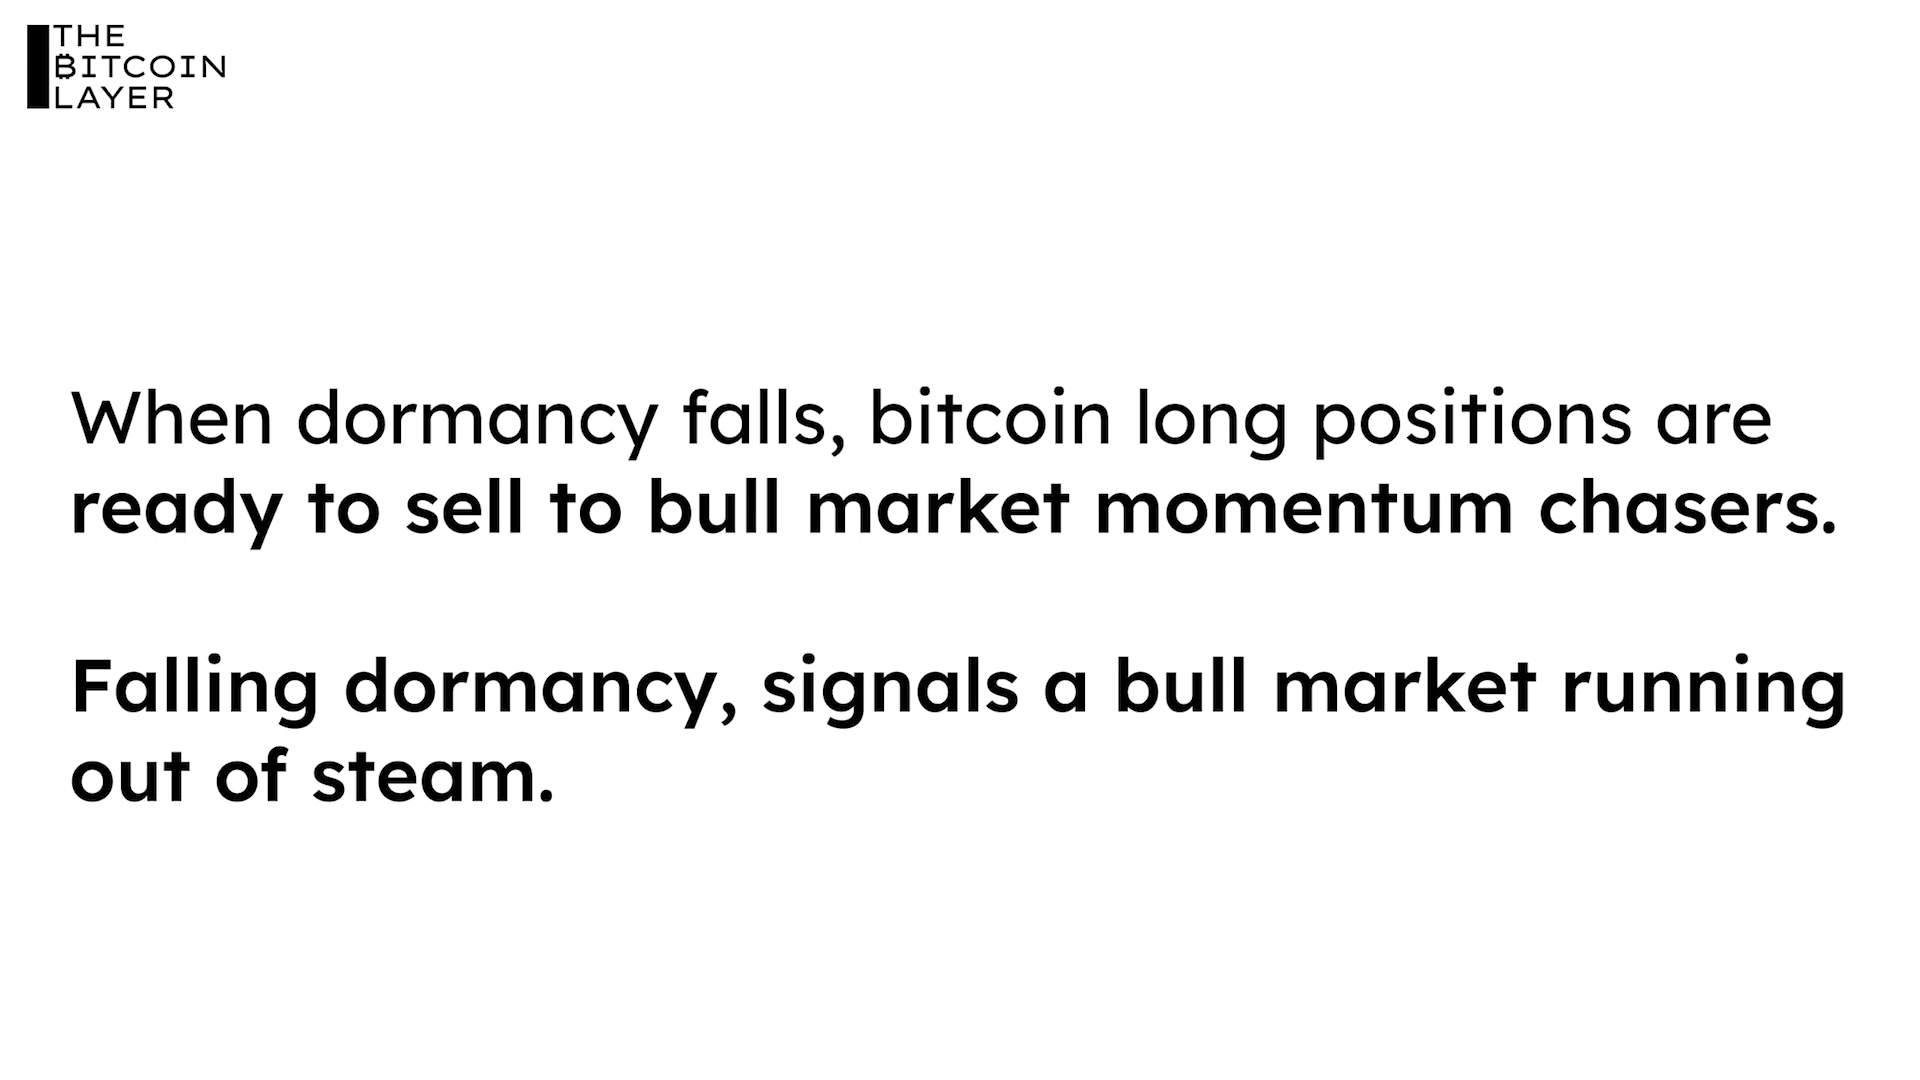 THE
BITCOIN
LAYER
When dormancy falls, bitcoin long positions are
ready to sell to bull market momentum chasers.
Falling dormancy, signals a bull market running
out of steam.